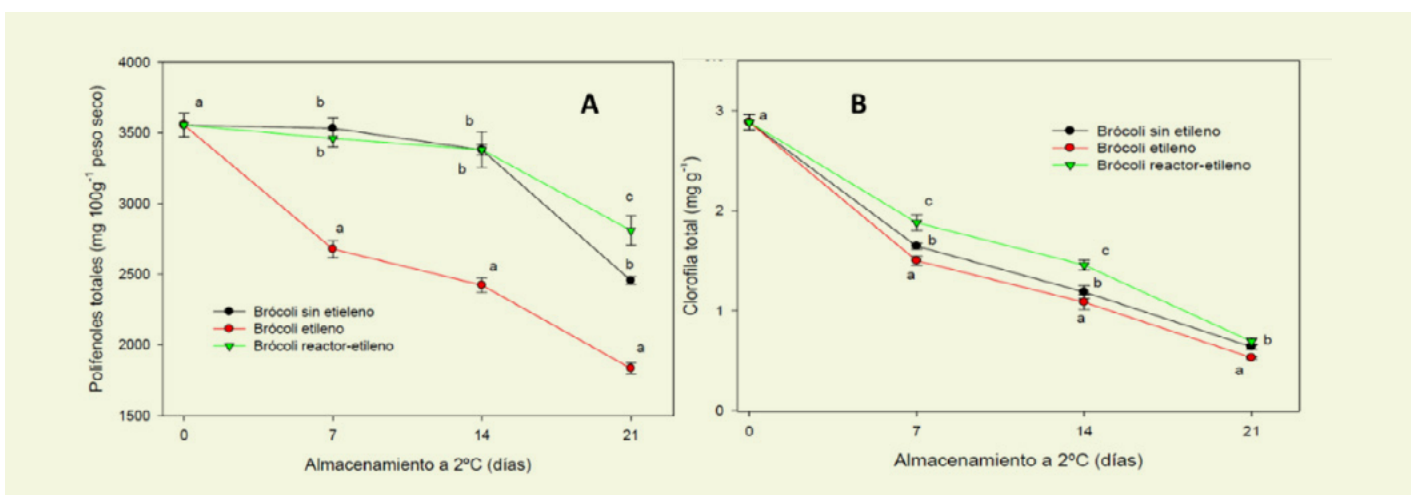 4000
3500
3000
2500
2000
1500
Polifenoles totales (mg 100g⁻¹ peso seco)
A
a
b
b
b
b
c
a
a
b
a
Brócoli sin etieleno
Brócoli etileno
Brócoli reactor-etileno
0 7 14 21
Almacenamiento a 2ºC (días)
3
2
1
0
Clorofila total (mg g⁻¹)
B
a
Brócoli sin etileno
Brócoli etileno
Brócoli reactor-etileno
c
b
a
c
b
a
b
a
0 7 14 21
Almacenamiento a 2ºC (días)